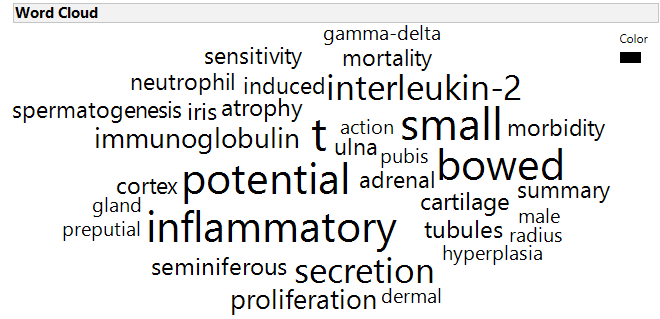 Word Cloud
gamma-delta
Color
sensitivity mortality
neutrophil induced interleukin-2
spermatogenesis iris atrophy
immunoglobulin t action small morbidity
ulna pubis bowed
cortex potential adrenal
gland cartilage summary
preputial inflammatory tubules male
radius
hyperplasia
seminiferous secretion
proliferation dermal